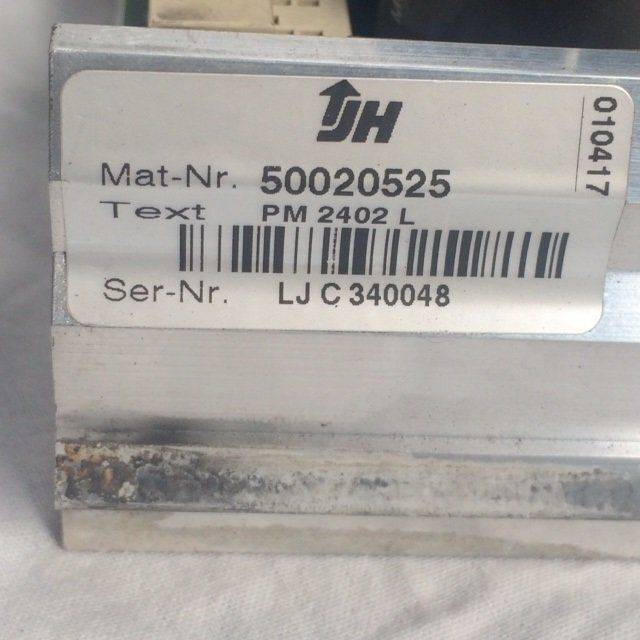 JH
Mat-Nr. 50020525
Text PM 2402 L
Ser-Nr. LJ C 340048
010417